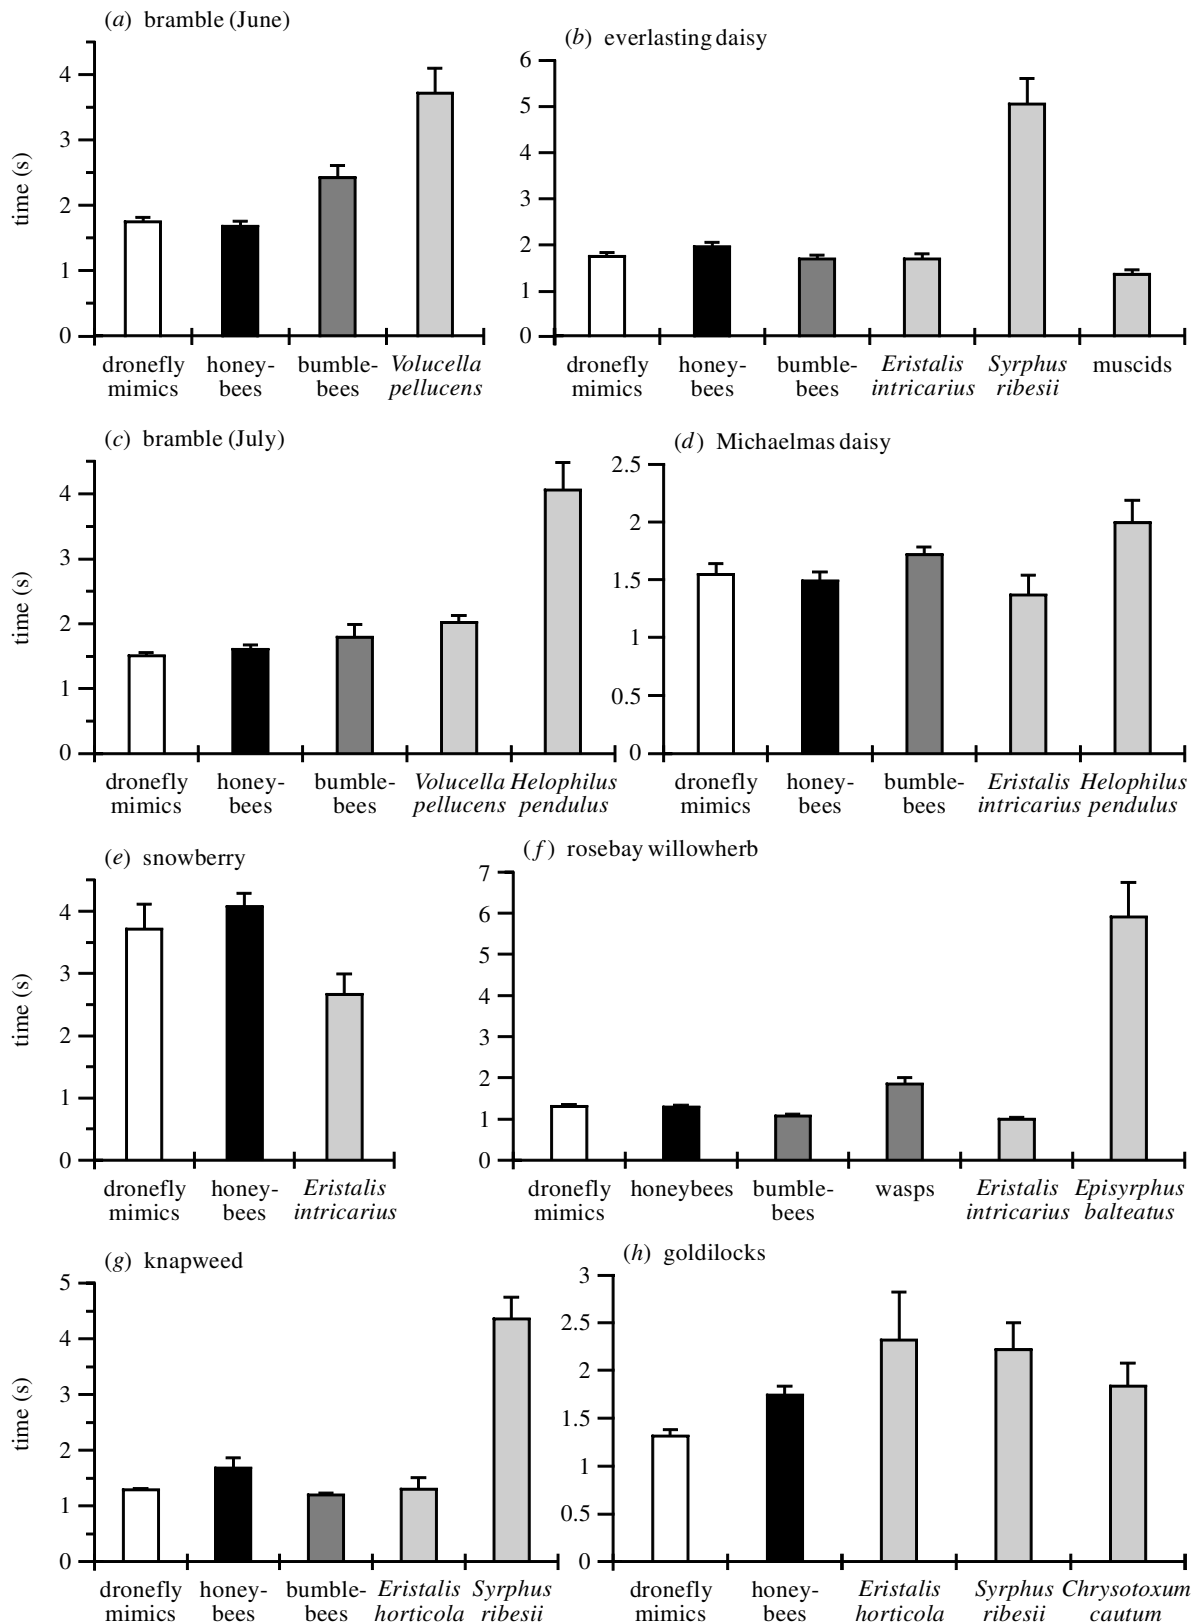 (a) bramble (June)
time (s)
4
3
2
1
0
dronefly honey- bumble- Volucella
mimics bees bees pellucens
(b) everlasting daisy
6
5
4
3
2
1
0
dronefly honey- bumble- Eristalis Syrphus muscids
mimics bees bees intricarius ribesii
(c) bramble (July)
time (s)
4
3
2
1
0
dronefly honey- bumble- Volucella Helophilus
mimics bees bees pellucens pendulus
(d) Michaelmas daisy
2.5
2
1.5
1
0.5
0
dronefly honey- bumble- Eristalis Helophilus
mimics bees bees intricarius pendulus
(e) snowberry
time (s)
4
3
2
1
0
dronefly honey- Eristalis
mimics bees intricarius
(f) rosebay willowherb
7
6
5
4
3
2
1
0
dronefly honeybees bumble- wasps Eristalis Episyrphus
mimics bees intricarius balteatus
(g) knapweed
time (s)
5
4
3
2
1
0
dronefly honey- bumble- Eristalis Syrphus
mimics bees bees horticola ribesii
(h) goldilocks
3
2.5
2
1.5
1
0.5
0
dronefly honey- Eristalis Syrphus Chrysotoxum
mimics bees horticola ribesii cautum